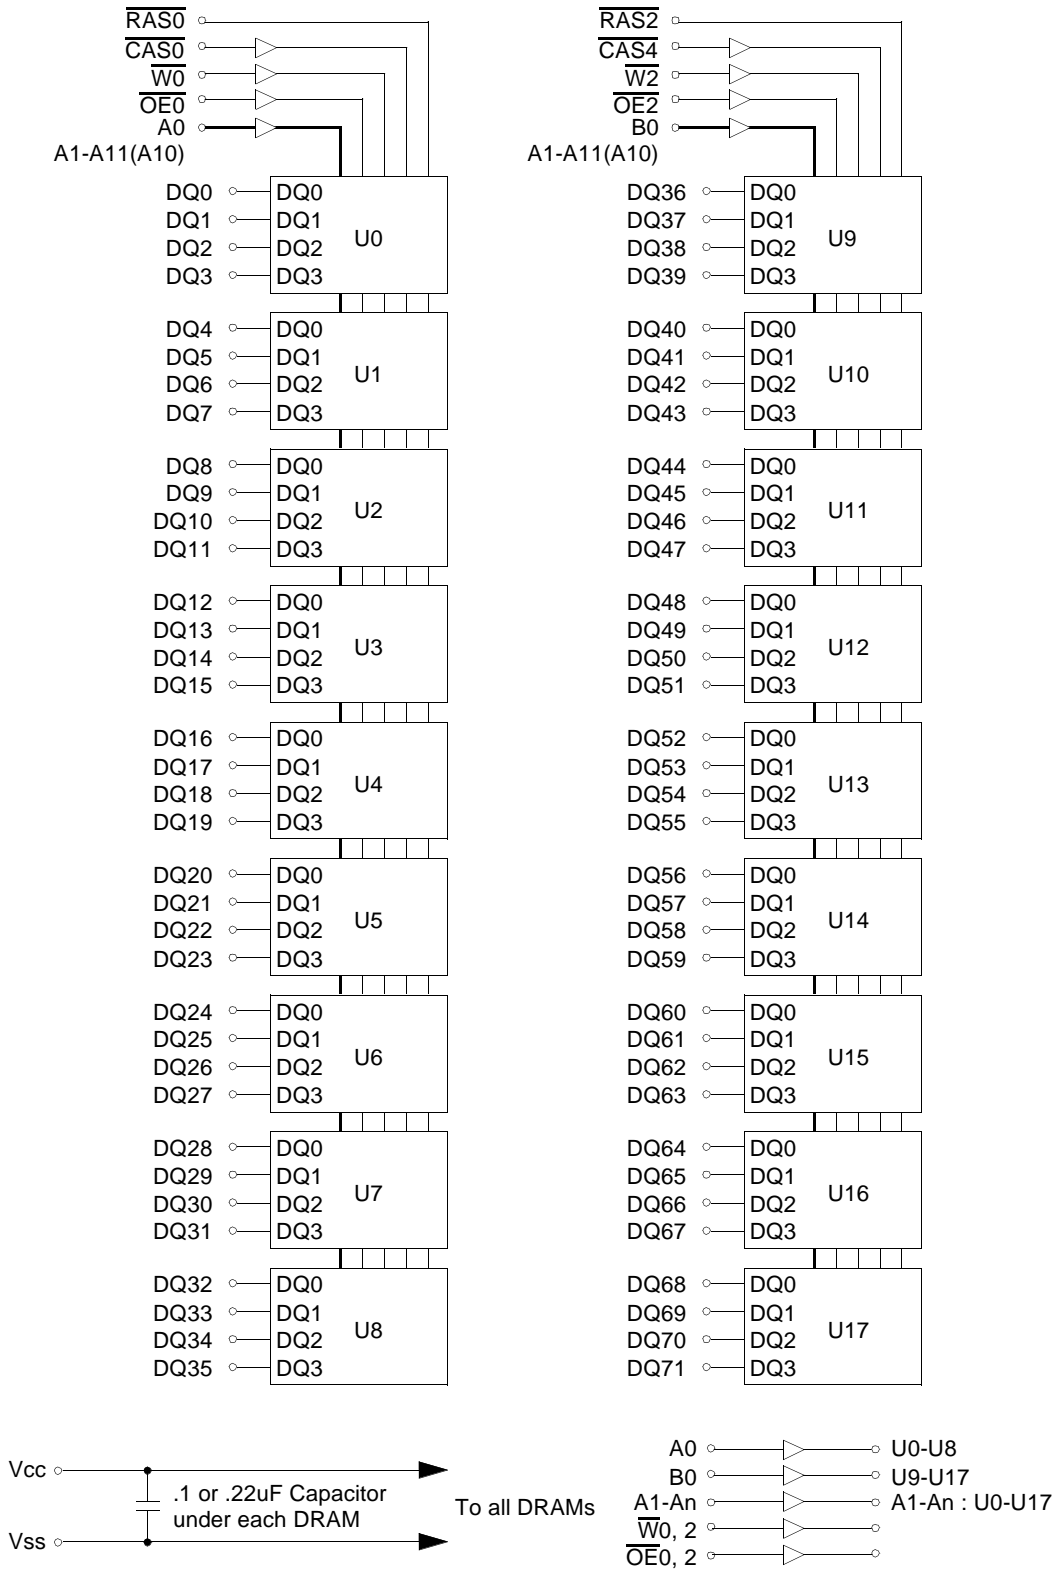 RAS0
CAS0
W0
OE0
A0
A1-A11(A10)
DQ0 DQ0
DQ1 DQ1
DQ2 DQ2
DQ3 DQ3
U0
DQ4 DQ0
DQ5 DQ1
DQ6 DQ2
DQ7 DQ3
U1
DQ8 DQ0
DQ9 DQ1
DQ10 DQ2
DQ11 DQ3
U2
DQ12 DQ0
DQ13 DQ1
DQ14 DQ2
DQ15 DQ3
U3
DQ16 DQ0
DQ17 DQ1
DQ18 DQ2
DQ19 DQ3
U4
DQ20 DQ0
DQ21 DQ1
DQ22 DQ2
DQ23 DQ3
U5
DQ24 DQ0
DQ25 DQ1
DQ26 DQ2
DQ27 DQ3
U6
DQ28 DQ0
DQ29 DQ1
DQ30 DQ2
DQ31 DQ3
U7
DQ32 DQ0
DQ33 DQ1
DQ34 DQ2
DQ35 DQ3
U8
RAS2
CAS4
W2
OE2
B0
A1-A11(A10)
DQ36 DQ0
DQ37 DQ1
DQ38 DQ2
DQ39 DQ3
U9
DQ40 DQ0
DQ41 DQ1
DQ42 DQ2
DQ43 DQ3
U10
DQ44 DQ0
DQ45 DQ1
DQ46 DQ2
DQ47 DQ3
U11
DQ48 DQ0
DQ49 DQ1
DQ50 DQ2
DQ51 DQ3
U12
DQ52 DQ0
DQ53 DQ1
DQ54 DQ2
DQ55 DQ3
U13
DQ56 DQ0
DQ57 DQ1
DQ58 DQ2
DQ59 DQ3
U14
DQ60 DQ0
DQ61 DQ1
DQ62 DQ2
DQ63 DQ3
U15
DQ64 DQ0
DQ65 DQ1
DQ66 DQ2
DQ67 DQ3
U16
DQ68 DQ0
DQ69 DQ1
DQ70 DQ2
DQ71 DQ3
U17
Vcc
.1 or .22uF Capacitor
under each DRAM
Vss
To all DRAMs
A0 U0-U8
B0 U9-U17
A1-An A1-An : U0-U17
W0, 2
OE0, 2